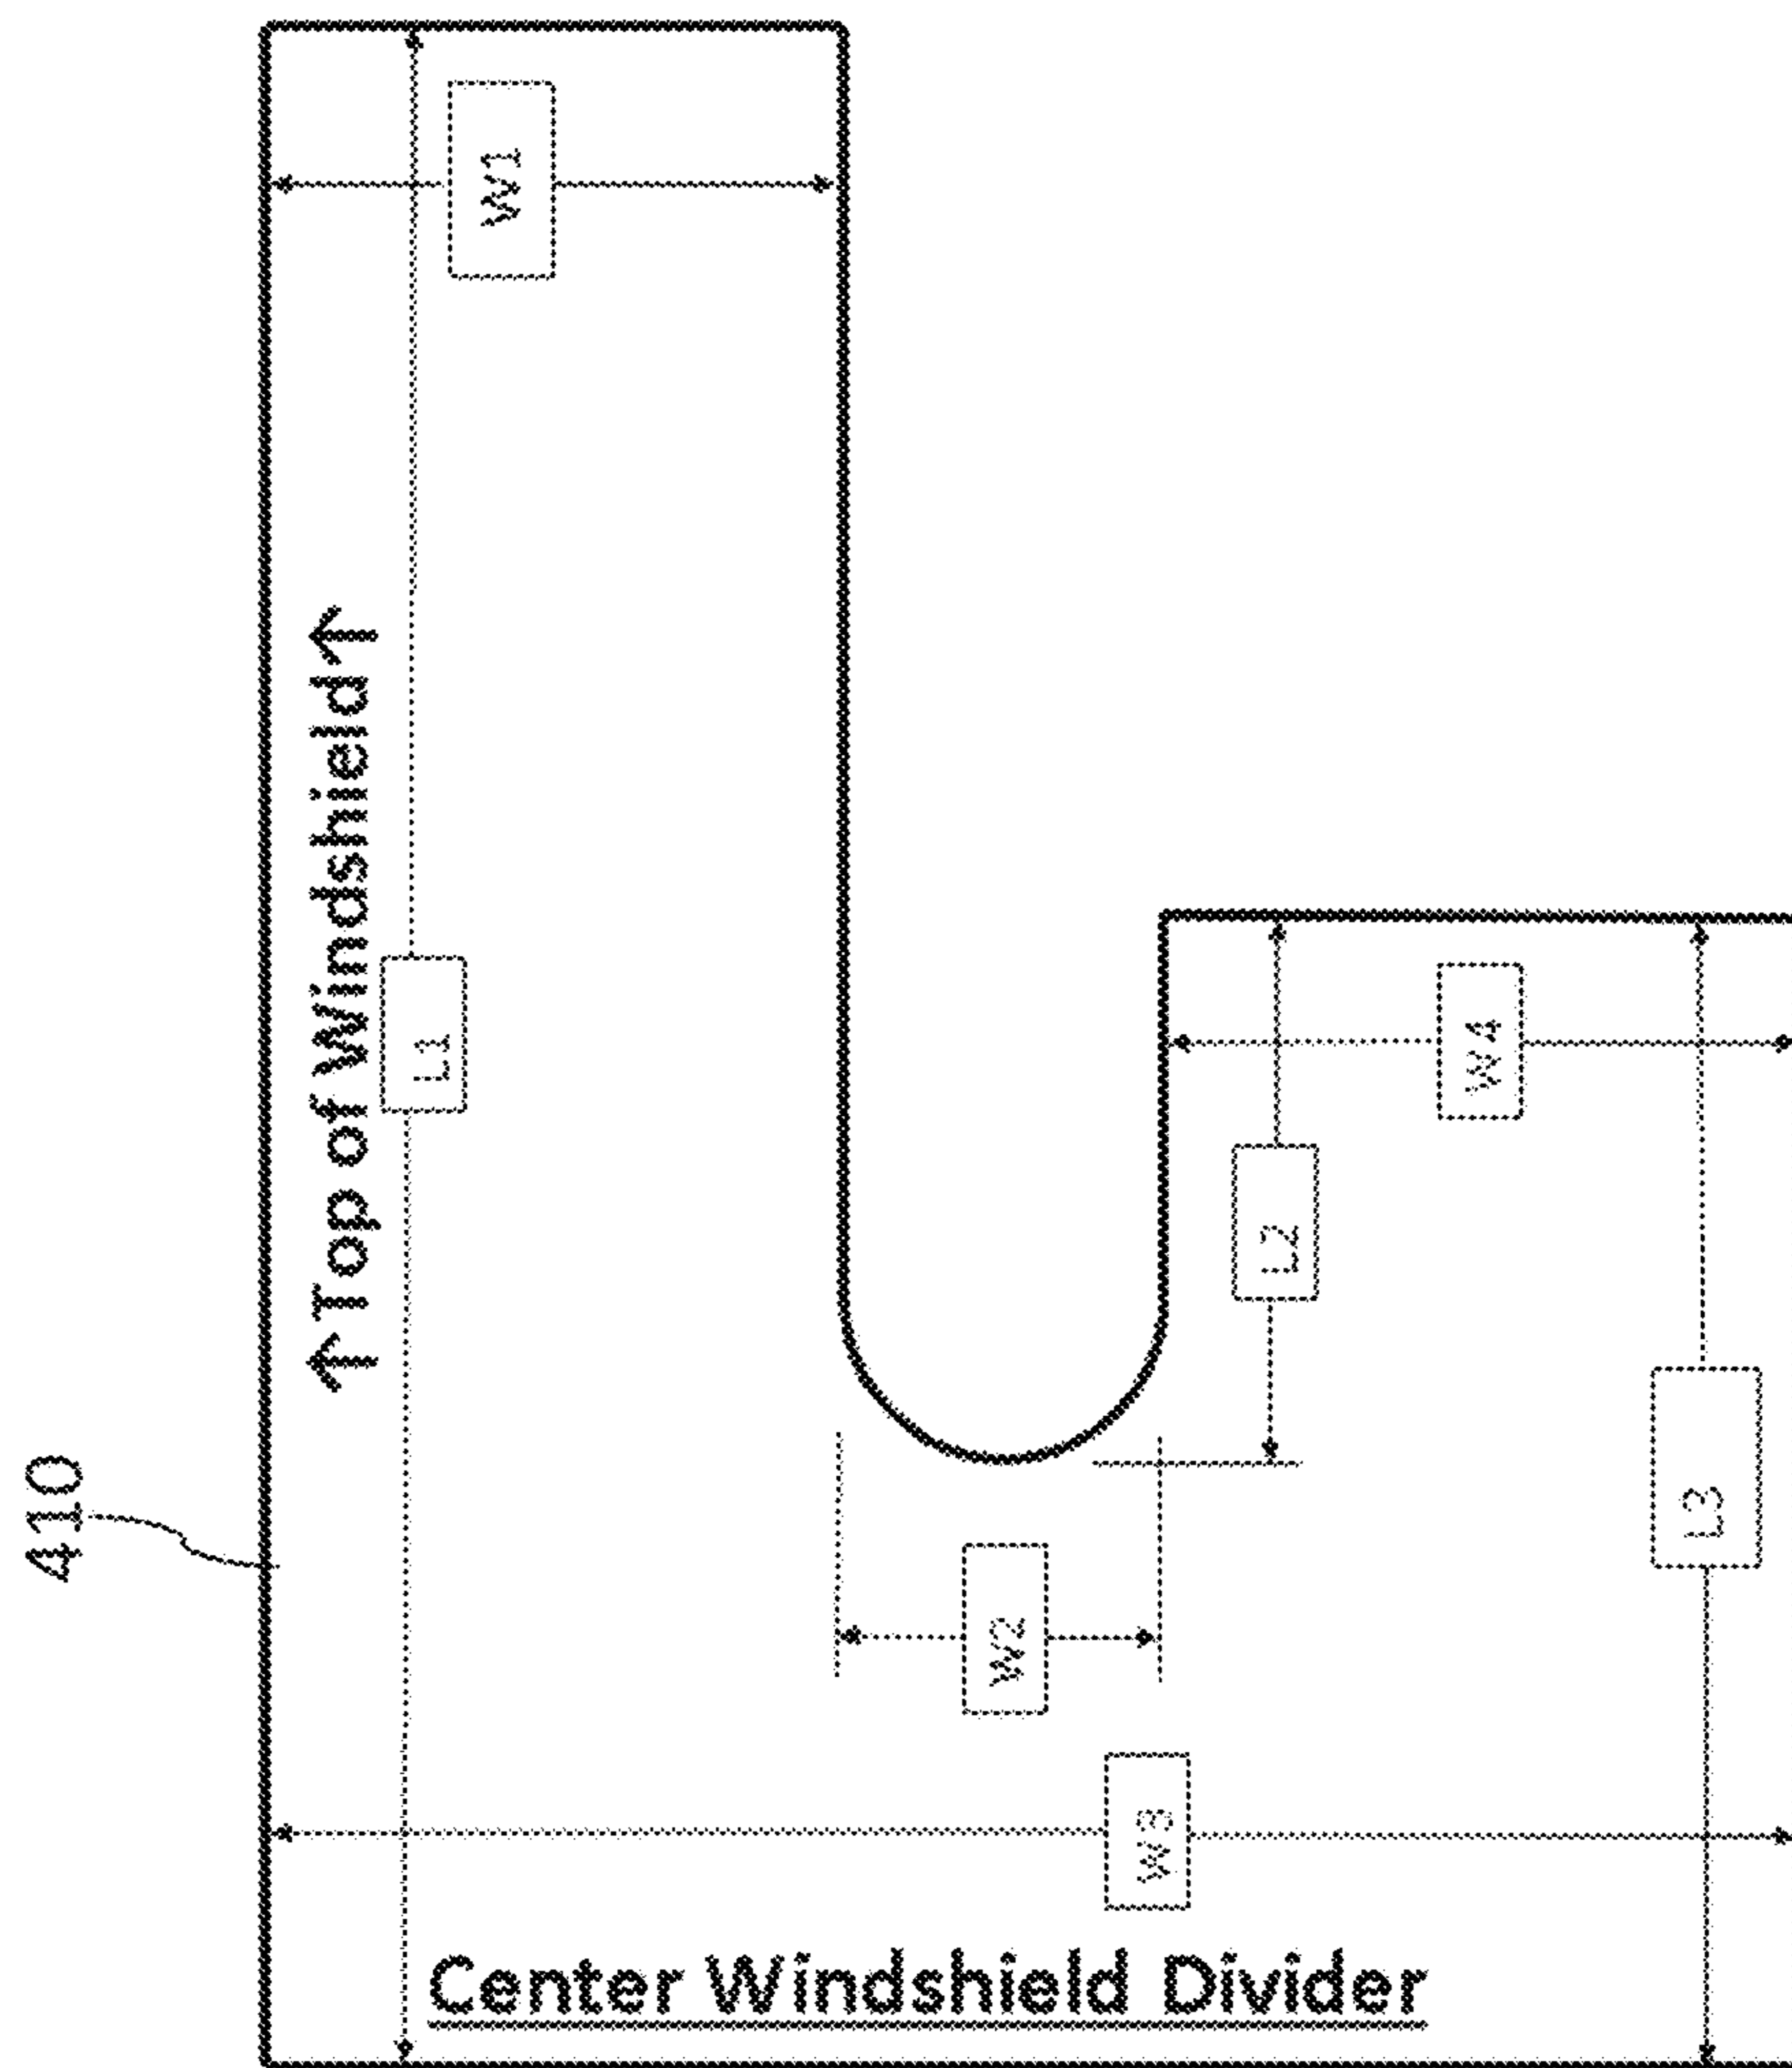 410
↑Top of Windshield↑
L1
W1
W2
L2
W4
W3
L3
Center Windshield Divider